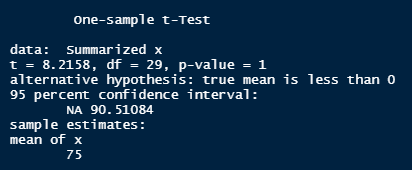 One-sample t-Test
data:  Summarized x
t = 8.2158, df = 29, p-value = 1
alternative hypothesis: true mean is less than 0
95 percent confidence interval:
NA 90.51084
sample estimates:
mean of x
75